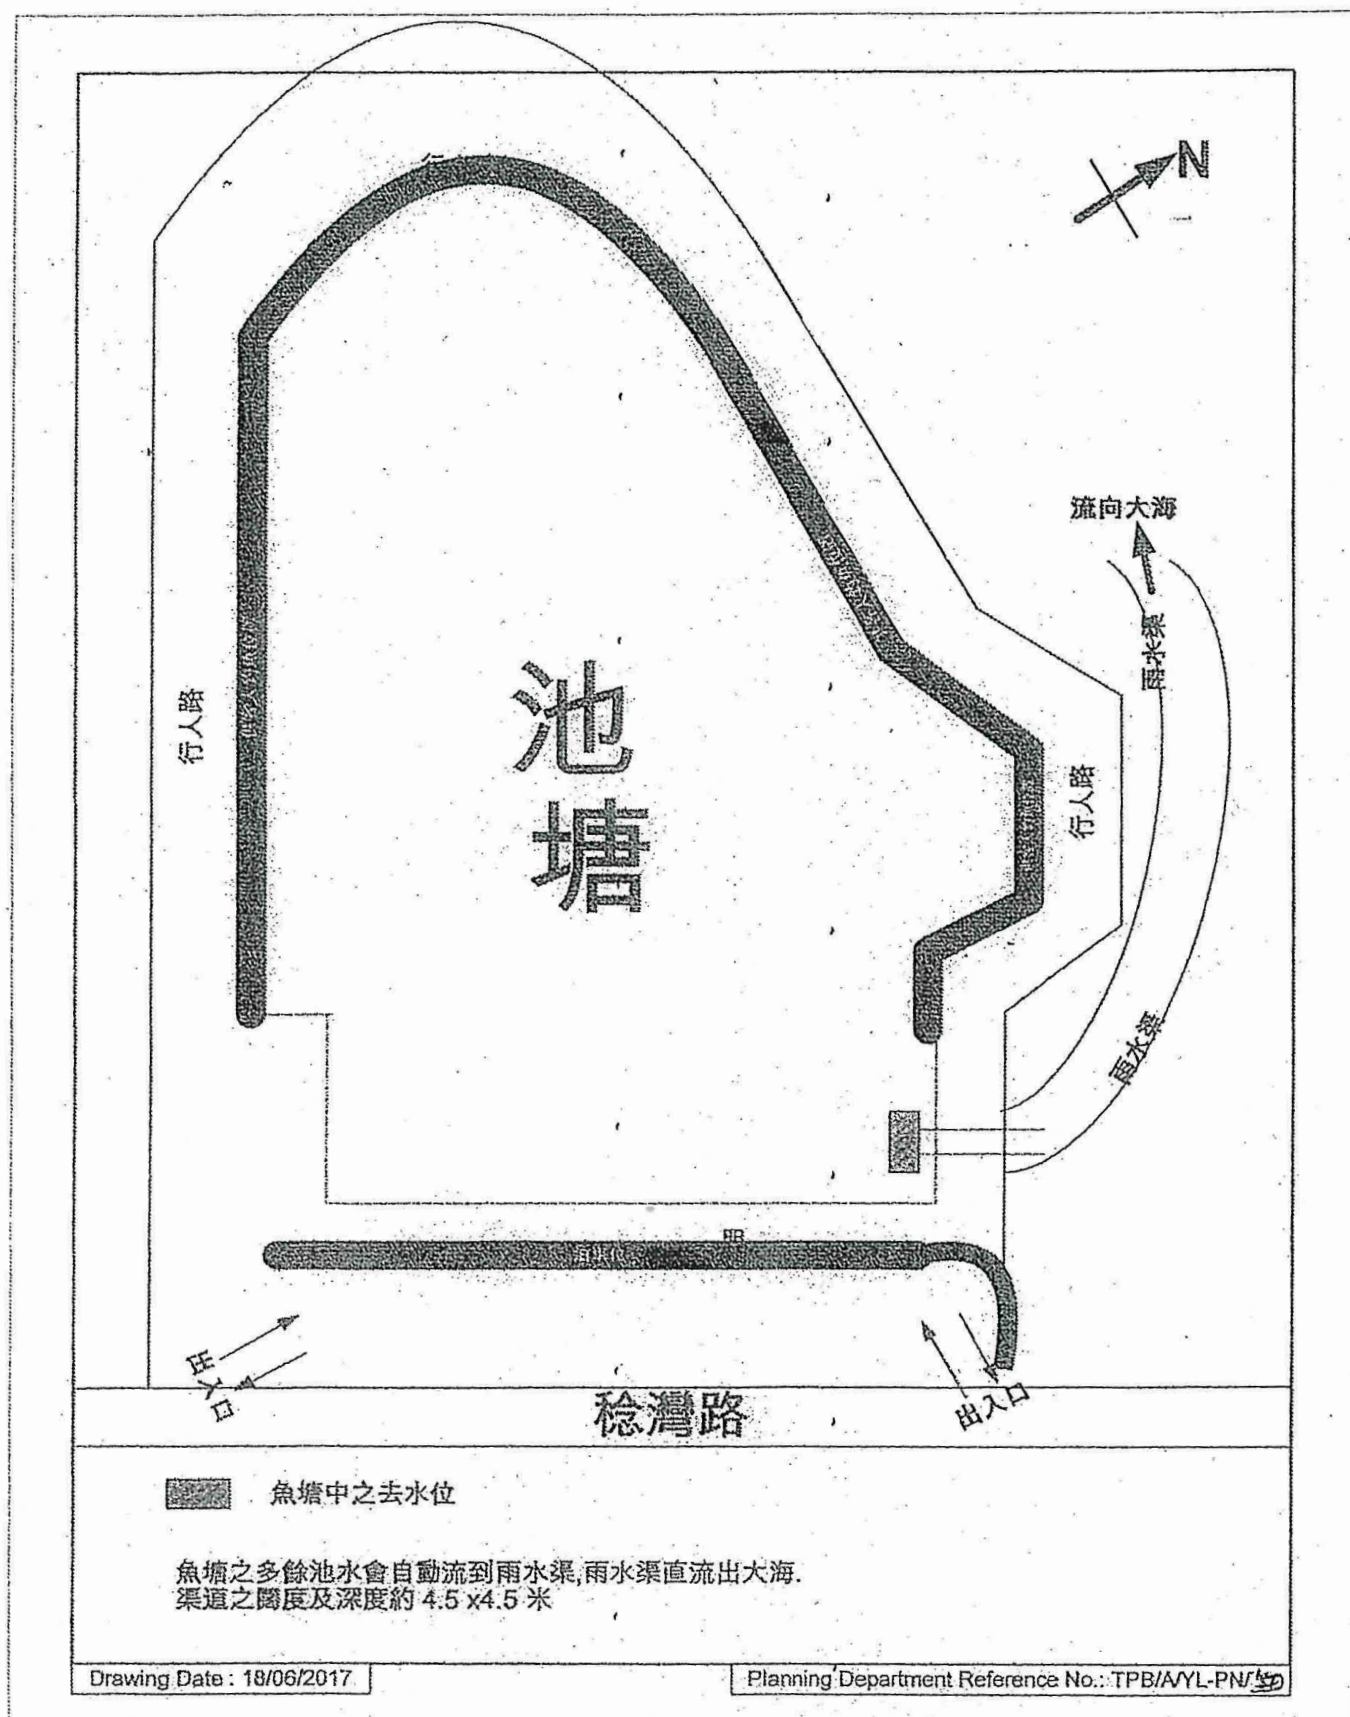 N
流向大海
雨水渠
行人路
池
塘
行人路
雨水渠
出入口
出入口
稔灣路
魚塘中之去水位
魚塘之多餘池水會自動流到雨水渠,雨水渠直流出大海.
渠道之闊度及深度約 4.5 x4.5 米
Drawing Date : 18/06/2017
Planning Department Reference No.: TPB/A/YL-PN/